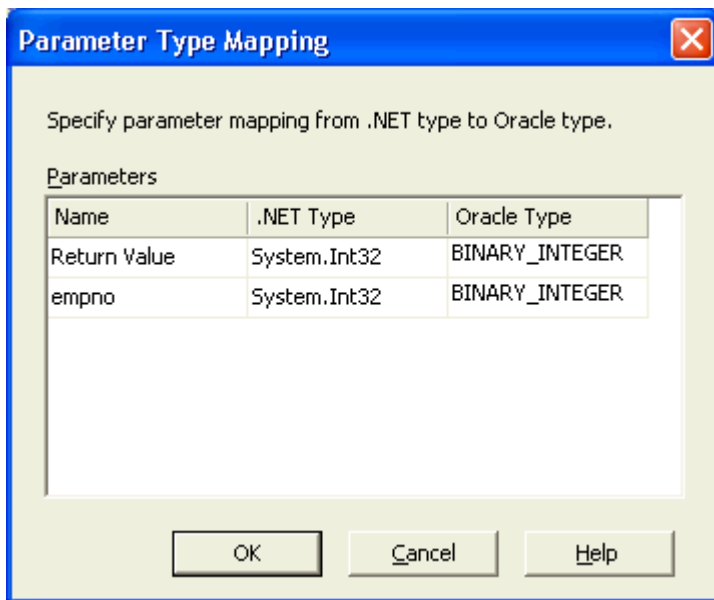 Parameter Type Mapping
Specify parameter mapping from .NET type to Oracle type.
Parameters
Name .NET Type Oracle Type
Return Value System.Int32 BINARY_INTEGER
empno System.Int32 BINARY_INTEGER
OK Cancel Help